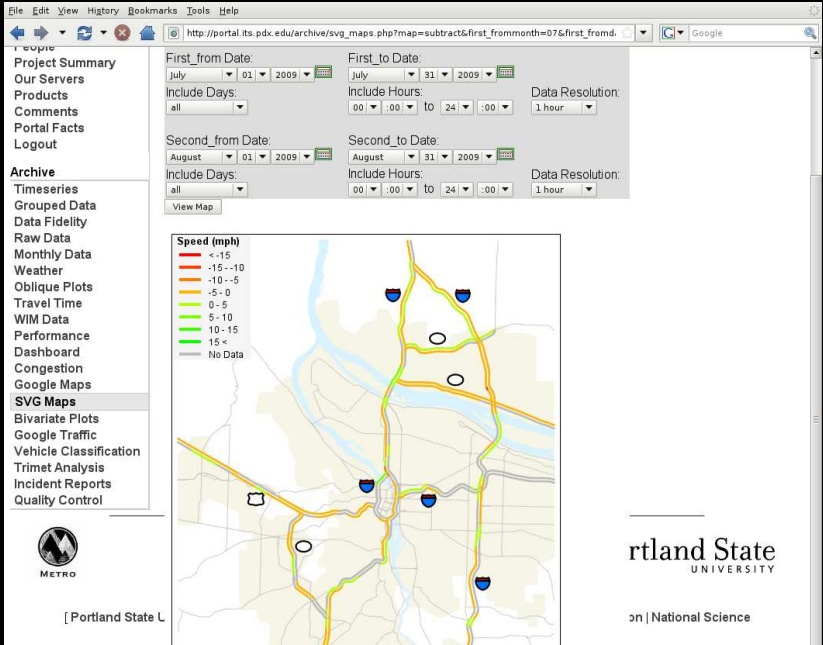 File Edit View History Bookmarks Tools Help
http://portal.its.pdx.edu/archive/svg_maps.php?map=subtract&first_frommonth=07&first_fromd Google
People
Project Summary
Our Servers
Products
Comments
Portal Facts
Logout
Archive
Timeseries
Grouped Data
Data Fidelity
Raw Data
Monthly Data
Weather
Oblique Plots
Travel Time
WIM Data
Performance
Dashboard
Congestion
Google Maps
SVG Maps
Bivariate Plots
Google Traffic
Vehicle Classification
Trimet Analysis
Incident Reports
Quality Control
First_from Date: First_to Date:
July 01 2009 July 31 2009
Include Days: Include Hours: Data Resolution:
all 00 :00 to 24 :00 1 hour
Second_from Date: Second_to Date:
August 01 2009 August 31 2009
Include Days: Include Hours: Data Resolution:
all 00 :00 to 24 :00 1 hour
View Map
Speed (mph)
< -15
-15 - -10
-10 - -5
-5 - 0
0 - 5
5 - 10
10 - 15
15 <
No Data
METRO
rtland State
UNIVERSITY
[ Portland State U
on | National Science